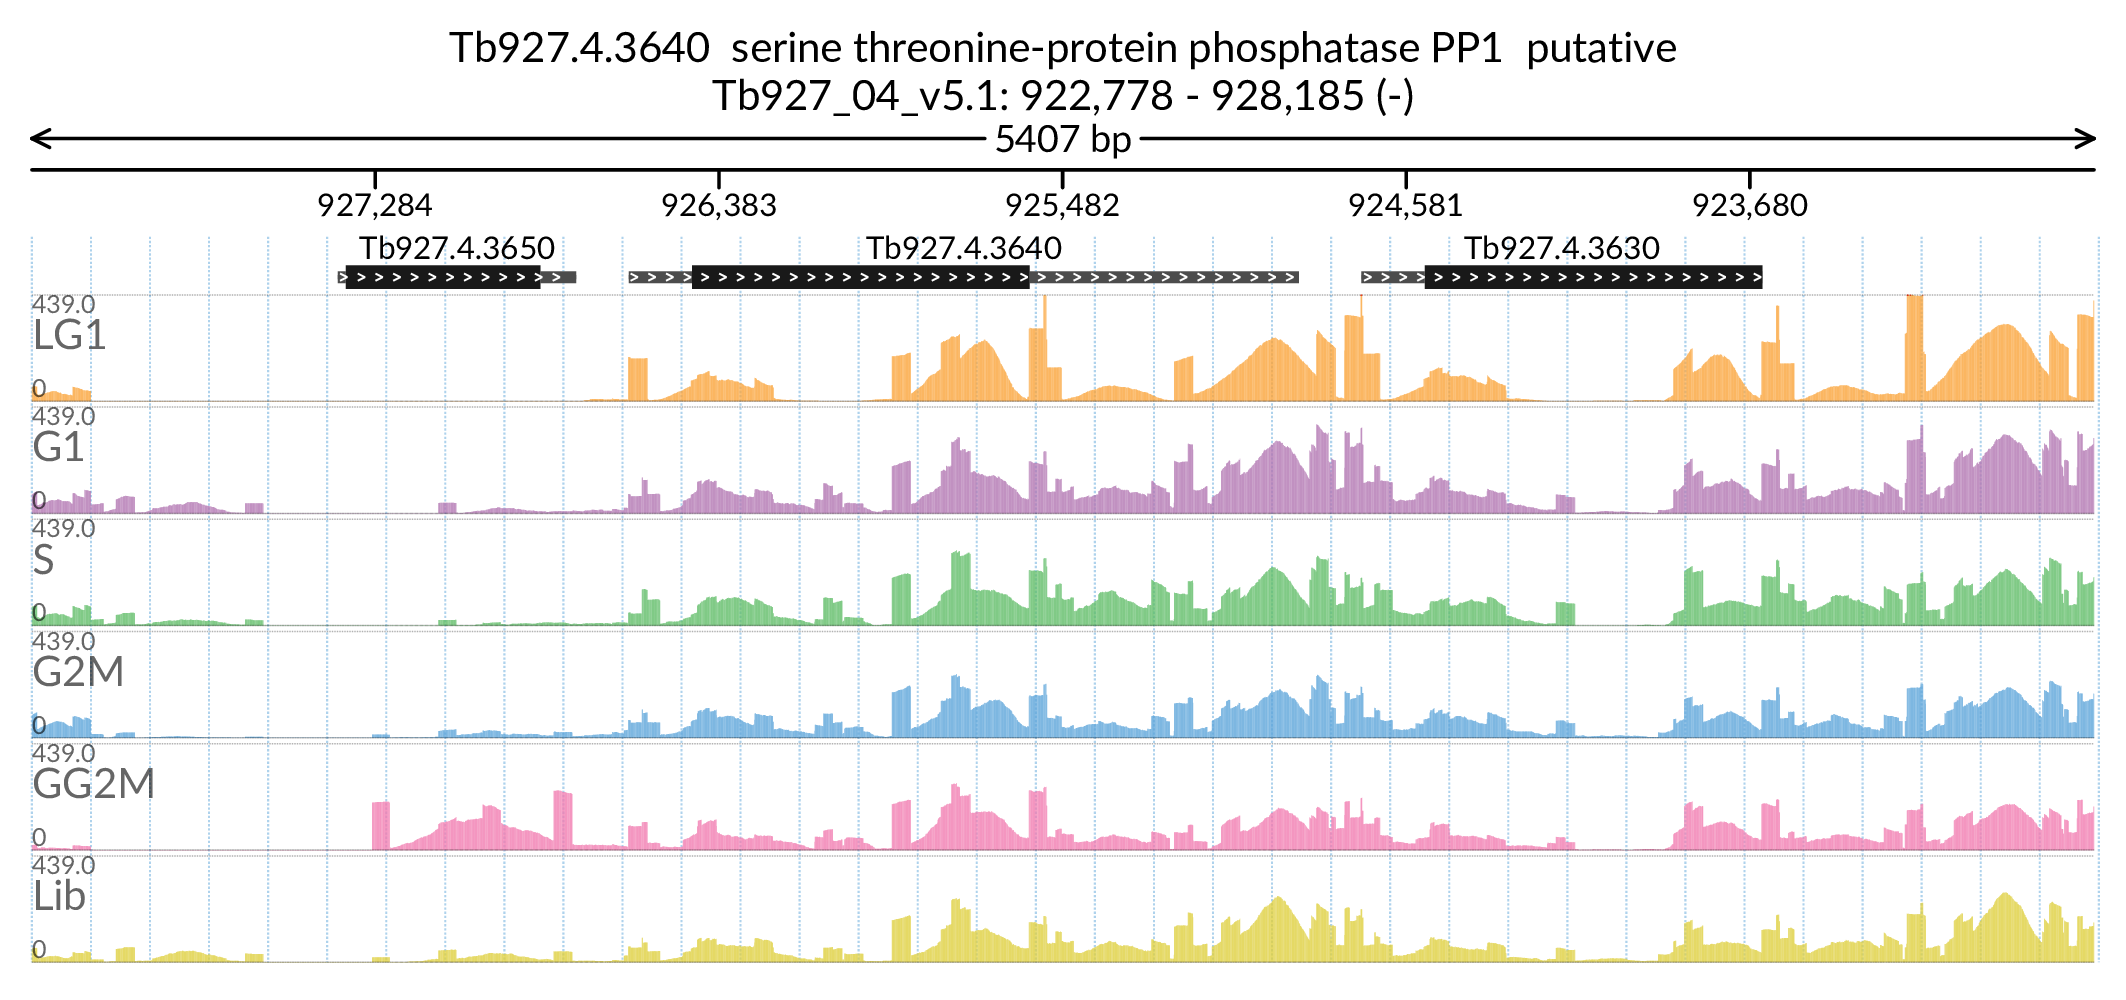 Tb927.4.3640 serine threonine-protein phosphatase PP1 putative
Tb927_04_v5.1: 922,778 - 928,185 (-)
5407 bp
927,284 926,383 925,482 924,581 923,680
Tb927.4.3650 Tb927.4.3640 Tb927.4.3630
439.0
LG1
0
439.0
G1
0
439.0
S
0
439.0
G2M
0
439.0
GG2M
0
439.0
Lib
0